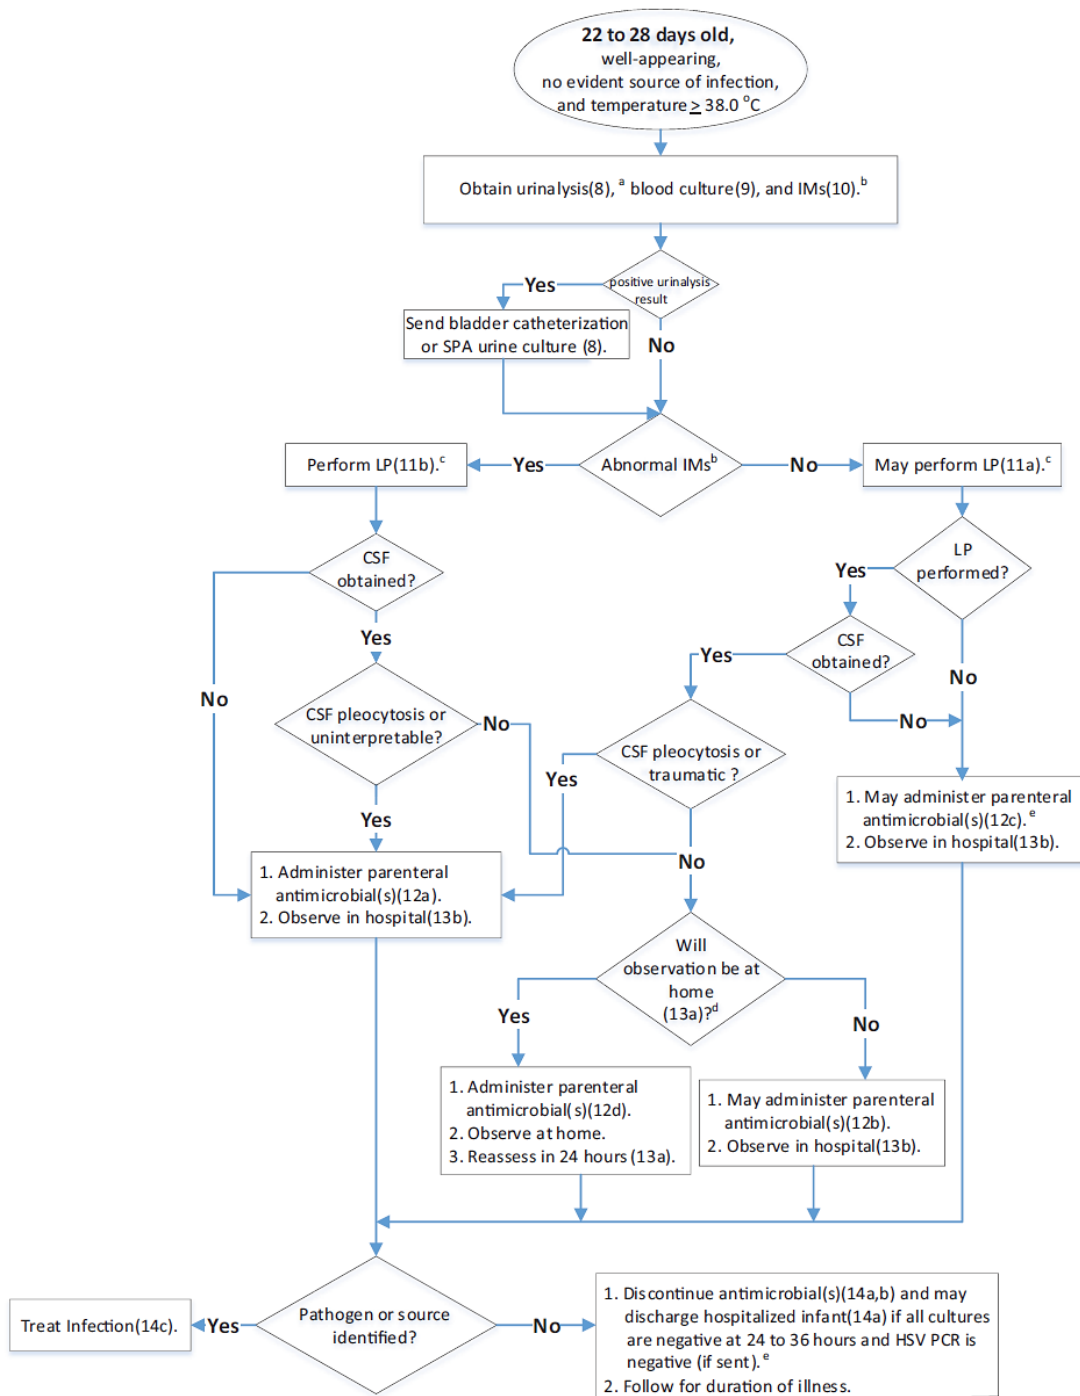 22 to 28 days old,
well-appearing,
no evident source of infection,
and temperature ≥ 38.0 °C
Obtain urinalysis(8), a blood culture(9), and IMs(10).b
positive urinalysis
result
Yes
Send bladder catheterization
or SPA urine culture (8).
No
Abnormal IMsb
Yes
Perform LP(11b).c
No
May perform LP(11a).c
CSF
obtained?
LP
performed?
Yes
Yes
CSF
obtained?
Yes
No
No
No
CSF pleocytosis or
uninterpretable?
No
CSF pleocytosis or
traumatic ?
Yes
Yes
1. May administer parenteral
antimicrobial(s)(12c).e
2. Observe in hospital(13b).
No
1. Administer parenteral
antimicrobial(s)(12a).
2. Observe in hospital(13b).
Will
observation be at
home
(13a)?d
Yes
No
1. Administer parenteral
antimicrobial(s)(12d).
2. Observe at home.
3. Reassess in 24 hours (13a).
1. May administer parenteral
antimicrobial(s)(12b).
2. Observe in hospital(13b).
Pathogen or source
identified?
Yes
Treat Infection(14c).
No
1. Discontinue antimicrobial(s)(14a,b) and may
discharge hospitalized infant(14a) if all cultures
are negative at 24 to 36 hours and HSV PCR is
negative (if sent).e
2. Follow for duration of illness.